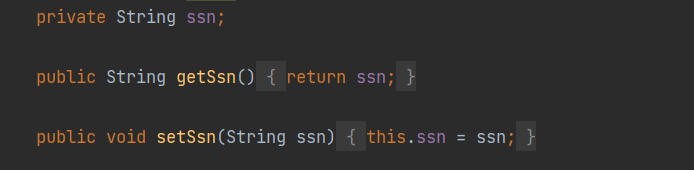 private String ssn;
public String getSsn() { return ssn; }
public void setSsn(String ssn) { this.ssn = ssn; }